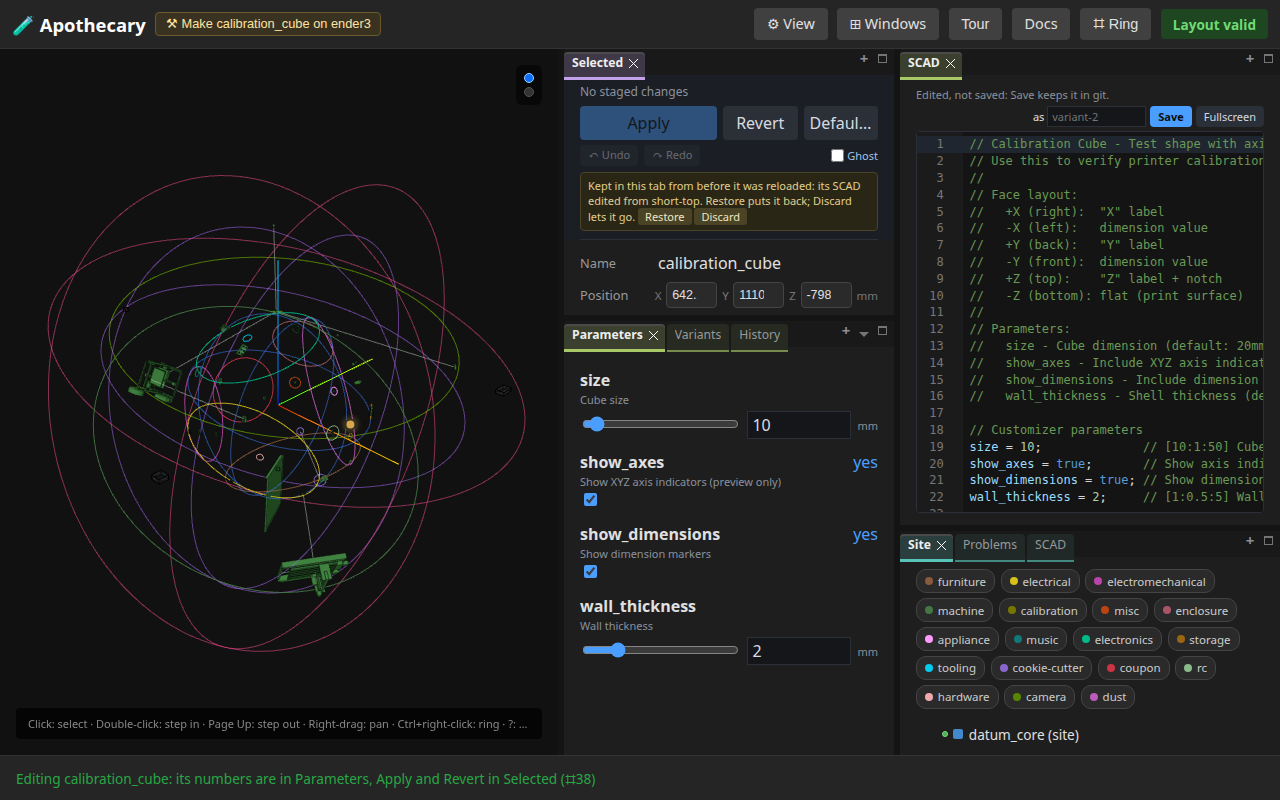 🧪 Apothecary
⚒ Make calibration_cube on ender3
⚙ View
⊞ Windows
Tour
Docs
⌗ Ring
Layout valid
Selected
No staged changes
Apply
Revert
Defaul...
↶ Undo
↷ Redo
Ghost
Kept in this tab from before it was reloaded: its SCAD
edited from short-top. Restore puts it back; Discard
lets it go. Restore Discard
Name calibration_cube
Position X 642. Y 1110 Z -798 mm
Parameters
Variants
History
size
Cube size
10 mm
show_axes yes
Show XYZ axis indicators (preview only)
show_dimensions yes
Show dimension markers
wall_thickness
Wall thickness
2 mm
SCAD
Edited, not saved: Save keeps it in git.
as variant-2 Save Fullscreen
1 // Calibration Cube - Test shape with axi
2 // Use this to verify printer calibration
3 //
4 // Face layout:
5 //   +X (right):  "X" label
6 //   -X (left):   dimension value
7 //   +Y (back):   "Y" label
8 //   -Y (front):  dimension value
9 //   +Z (top):    "Z" label + notch
10 //   -Z (bottom): flat (print surface)
11 //
12 // Parameters:
13 //   size - Cube dimension (default: 20mm
14 //   show_axes - Include XYZ axis indicat
15 //   show_dimensions - Include dimension
16 //   wall_thickness - Shell thickness (de
17
18 // Customizer parameters
19 size = 10;              // [10:1:50] Cube
20 show_axes = true;       // Show axis indi
21 show_dimensions = true; // Show dimension
22 wall_thickness = 2;     // [1:0.5:5] Wall
Site
Problems
SCAD
furniture
electrical
electromechanical
machine
calibration
misc
enclosure
appliance
music
electronics
storage
tooling
cookie-cutter
coupon
rc
hardware
camera
dust
datum_core (site)
Click: select · Double-click: step in · Page Up: step out · Right-drag: pan · Ctrl+right-click: ring · ?: ...
Editing calibration_cube: its numbers are in Parameters, Apply and Revert in Selected (⌗38)